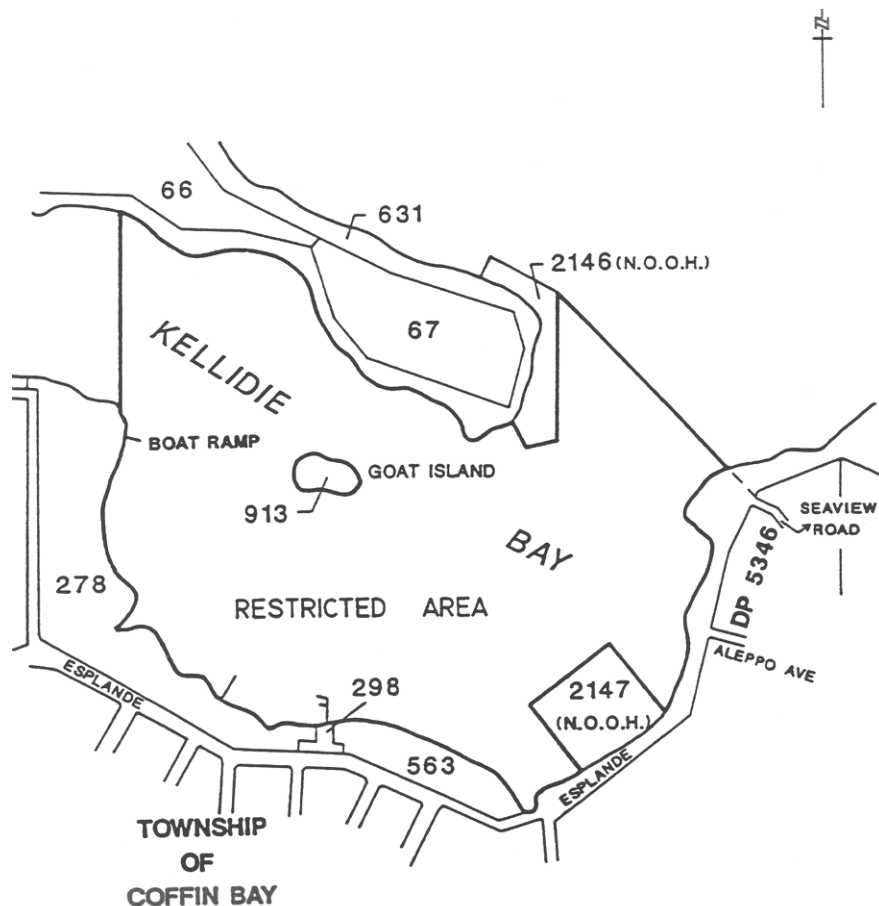 N
66
631
2146 (N.O.O.H.)
67
KELLIDIE
BOAT RAMP
GOAT ISLAND
913
SEAVIEW
ROAD
BAY
DP 5346
278
RESTRICTED AREA
ALEPPO AVE
ESPLANDE
298
2147
(N.O.O.H.)
563
ESPLANDE
TOWNSHIP
OF
COFFIN BAY